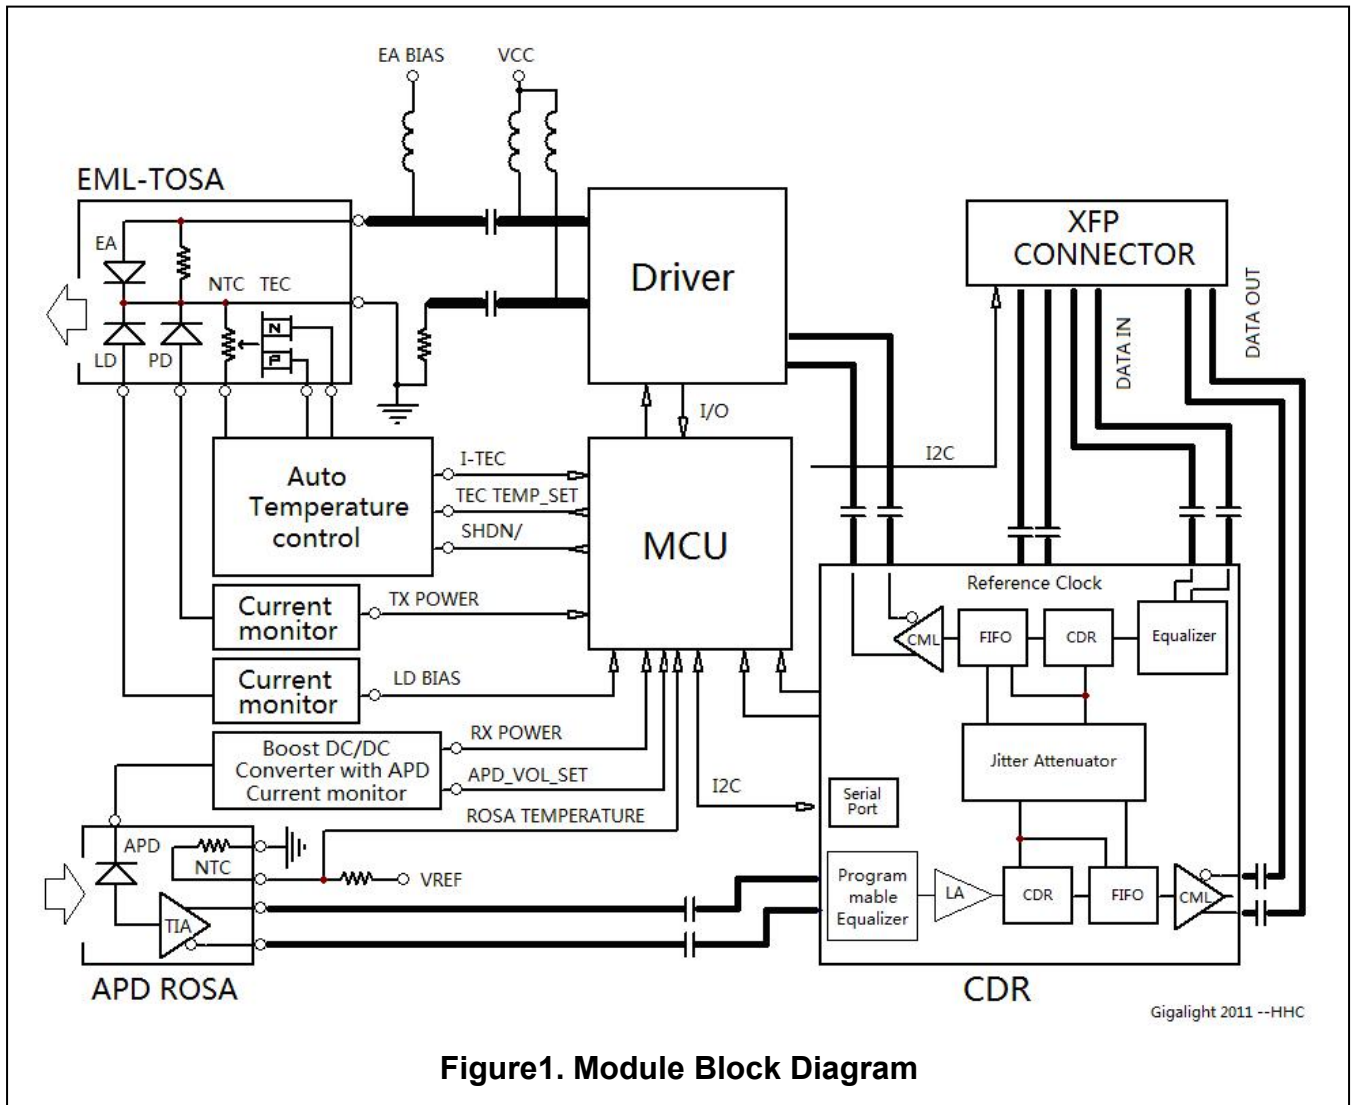 EA BIAS
VCC
EML-TOSA
EA
NTC TEC
N
P
LD
PD
Driver
XFP
CONNECTOR
DATA IN
DATA OUT
I/O
I2C
Auto
Temperature
control
I-TEC
TEC TEMP_SET
SHDN/
MCU
Current
monitor
TX POWER
Current
monitor
LD BIAS
Boost DC/DC
Converter with APD
Current monitor
RX POWER
APD_VOL_SET
ROSA TEMPERATURE
I2C
Reference Clock
CML
FIFO
CDR
Equalizer
Jitter Attenuator
Serial
Port
Program
mable
Equalizer
LA
CDR
FIFO
CML
APD
NTC
VREF
TIA
APD ROSA
CDR
Gigalight 2011 --HHC
Figure1. Module Block Diagram